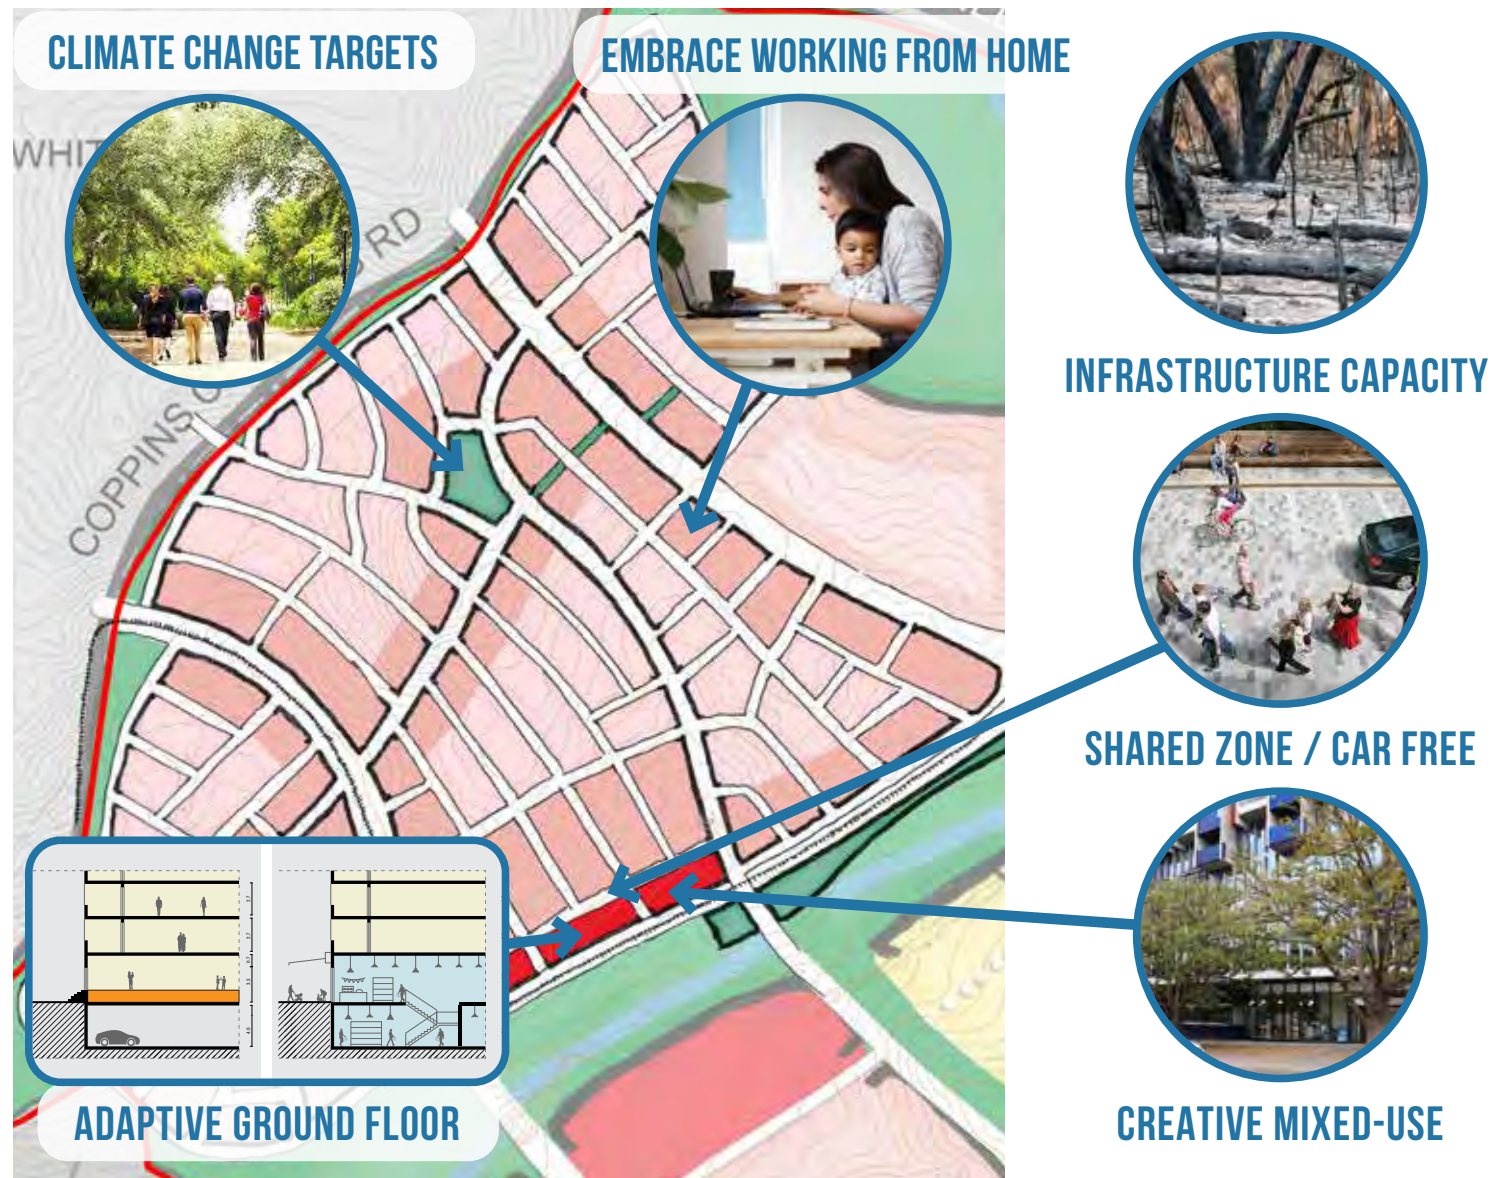 CLIMATE CHANGE TARGETS
EMBRACE WORKING FROM HOME
WHIT
RD
COPPINS
INFRASTRUCTURE CAPACITY
SHARED ZONE / CAR FREE
CREATIVE MIXED-USE
ADAPTIVE GROUND FLOOR